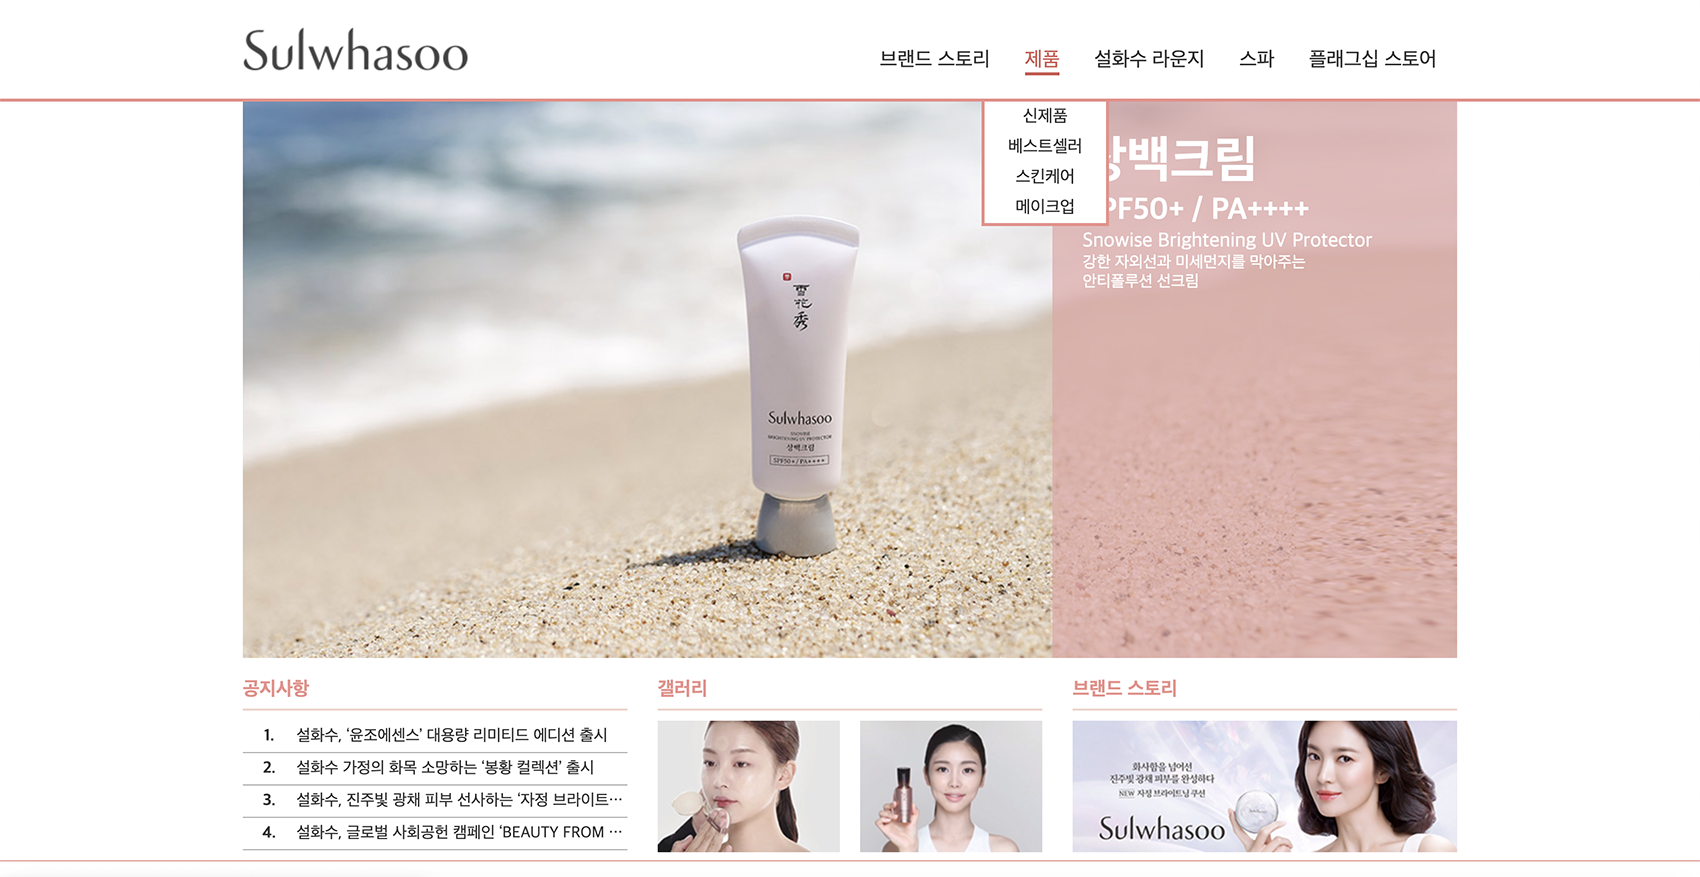 Sulwhasoo
브랜드 스토리
제품
설화수 라운지
스파
플래그십 스토어
신제품
베스트셀러
스킨케어
메이크업
상백크림
PF50+ / PA++++
Snowise Brightening UV Protector
강한 자외선과 미세먼지를 막아주는
안티폴루션 선크림
雪花秀
Sulwhasoo
SNOWISE
BRIGHTENING UV PROTECTOR
상백크림
SPF50+/PA++++
공지사항
1. 설화수, ‘윤조에센스’ 대용량 리미티드 에디션 출시
2. 설화수 가정의 화목 소망하는 ‘봉황 컬렉션’ 출시
3. 설화수, 진주빛 광채 피부 선사하는 ‘자정 브라이트…
4. 설화수, 글로벌 사회공헌 캠페인 ‘BEAUTY FROM …
갤러리
브랜드 스토리
화사함을 넘어선
진주빛 광채 피부를 완성하다
NEW 자정 브라이트닝 쿠션
Sulwhasoo